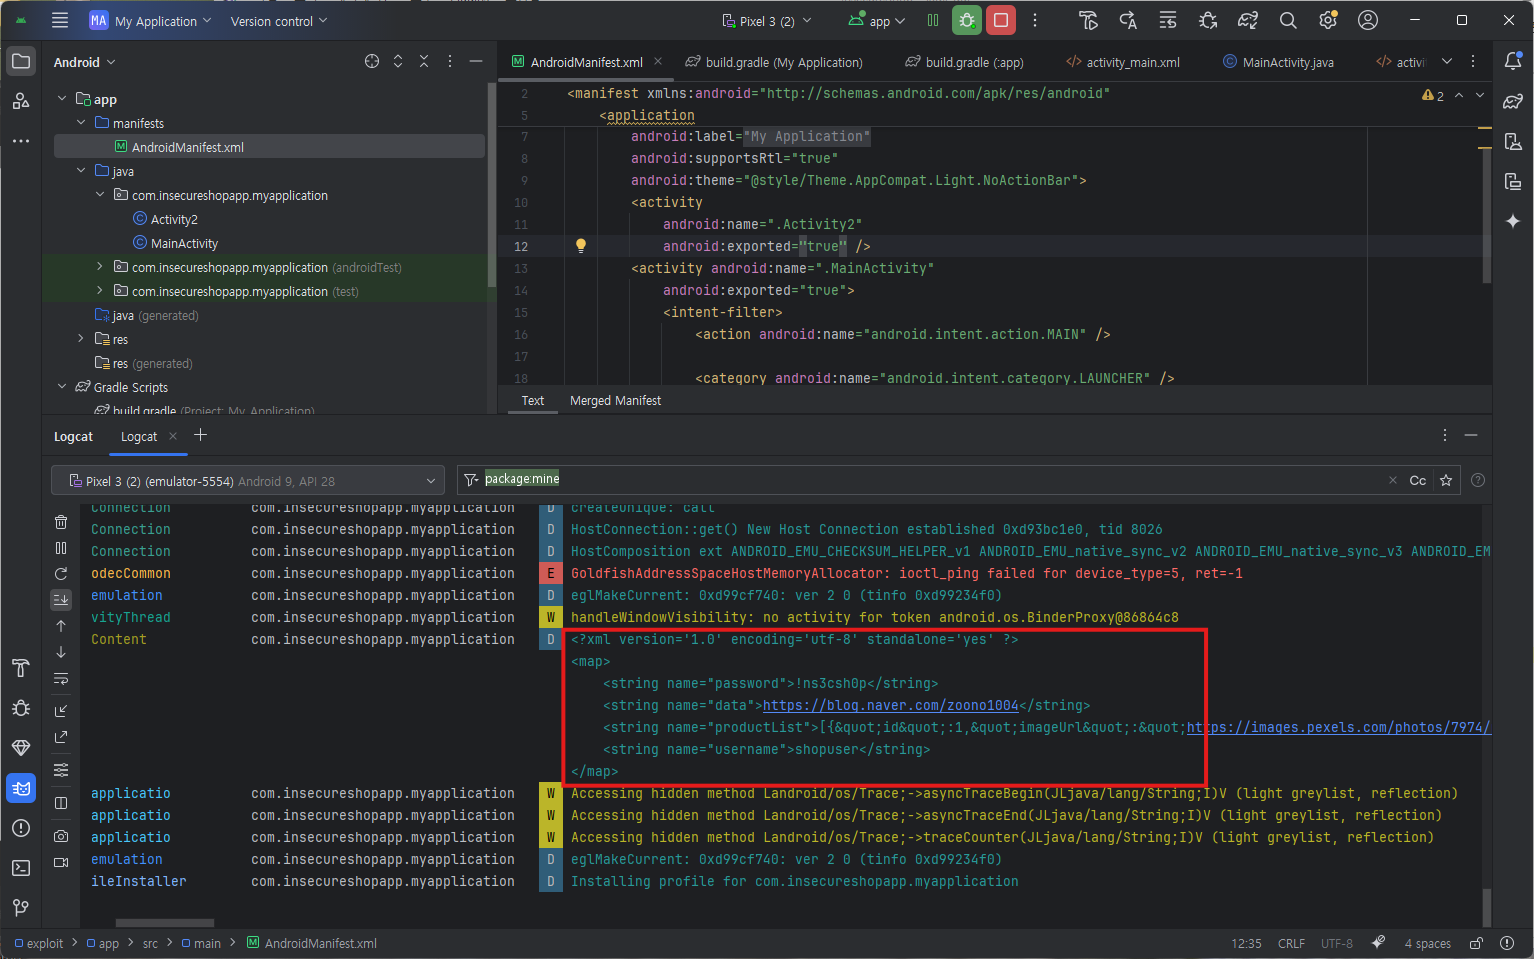 MA My Application Version control Pixel 3 (2) app
Android
AndroidManifest.xml build.gradle (My Application) build.gradle (:app) activity_main.xml MainActivity.java activi
app
manifests
AndroidManifest.xml
java
com.insecureshopapp.myapplication
Activity2
MainActivity
com.insecureshopapp.myapplication (androidTest)
com.insecureshopapp.myapplication (test)
java (generated)
res
res (generated)
Gradle Scripts
build.gradle (Project: My_Application)
2 <manifest xmlns:android="http://schemas.android.com/apk/res/android"
2
5 <application
7 android:label="My Application"
8 android:supportsRtl="true"
9 android:theme="@style/Theme.AppCompat.Light.NoActionBar">
10 <activity
11 android:name=".Activity2"
12 android:exported="true" />
13 <activity android:name=".MainActivity"
14 android:exported="true">
15 <intent-filter>
16 <action android:name="android.intent.action.MAIN" />
17
18 <category android:name="android.intent.category.LAUNCHER" />
Text Merged Manifest
Logcat Logcat
Pixel 3 (2) (emulator-5554) Android 9, API 28
package:mine
Cc
Connection com.insecureshopapp.myapplication D createUnique: call
Connection com.insecureshopapp.myapplication D HostConnection::get() New Host Connection established 0xd93bc1e0, tid 8026
Connection com.insecureshopapp.myapplication D HostComposition ext ANDROID_EMU_CHECKSUM_HELPER_v1 ANDROID_EMU_native_sync_v2 ANDROID_EMU_native_sync_v3 ANDROID_EM
odecCommon com.insecureshopapp.myapplication E GoldfishAddressSpaceHostMemoryAllocator: ioctl_ping failed for device_type=5, ret=-1
emulation com.insecureshopapp.myapplication D eglMakeCurrent: 0xd99cf740: ver 2 0 (tinfo 0xd99234f0)
vityThread com.insecureshopapp.myapplication W handleWindowVisibility: no activity for token android.os.BinderProxy@86864c8
Content com.insecureshopapp.myapplication D <?xml version='1.0' encoding='utf-8' standalone='yes' ?>
<map>
<string name="password">!ns3csh0p</string>
<string name="data">https://blog.naver.com/zoono1004</string>
<string name="productList">[{&quot;id&quot;:1,&quot;imageUrl&quot;:&quot;https://images.pexels.com/photos/7974/
<string name="username">shopuser</string>
</map>
applicatio com.insecureshopapp.myapplication W Accessing hidden method Landroid/os/Trace;->asyncTraceBegin(JLjava/lang/String;I)V (light greylist, reflection)
applicatio com.insecureshopapp.myapplication W Accessing hidden method Landroid/os/Trace;->asyncTraceEnd(JLjava/lang/String;I)V (light greylist, reflection)
applicatio com.insecureshopapp.myapplication W Accessing hidden method Landroid/os/Trace;->traceCounter(JLjava/lang/String;I)V (light greylist, reflection)
emulation com.insecureshopapp.myapplication D eglMakeCurrent: 0xd99cf740: ver 2 0 (tinfo 0xd99234f0)
ileInstaller com.insecureshopapp.myapplication D Installing profile for com.insecureshopapp.myapplication
exploit > app > src > main > AndroidManifest.xml 12:35 CRLF UTF-8 4 spaces